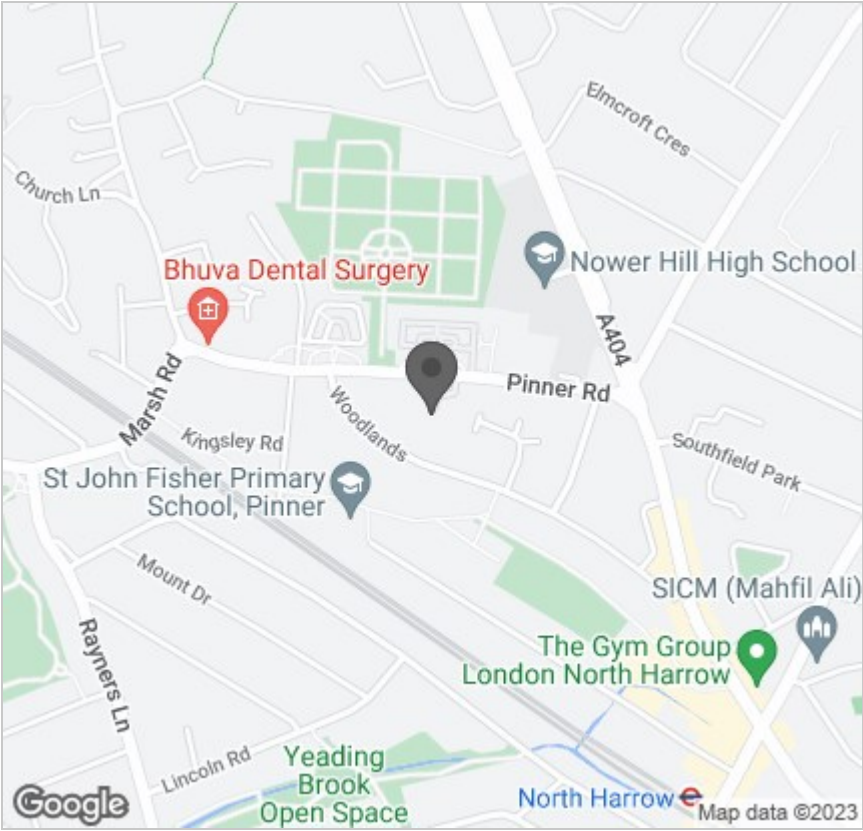 Elmcroft Cres
Church Ln
Bhuva Dental Surgery
Nower Hill High School
A404
Marsh Rd
Pinner Rd
Woodlands
Kingsley Rd
Southfield Park
St John Fisher Primary
School, Pinner
Mount Dr
SICM (Mahfil Ali)
Rayners Ln
The Gym Group
London North Harrow
Lincoln Rd
Yeading
Brook
Open Space
North Harrow
Google
Map data ©2023